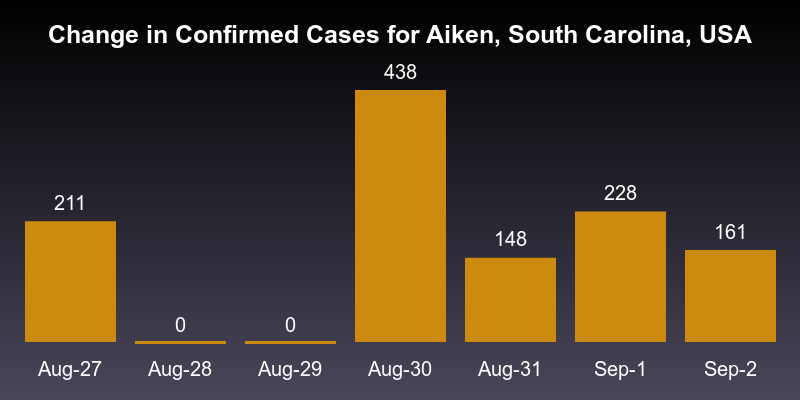 Change in Confirmed Cases for Aiken, South Carolina, USA
438
228
211
161
148
0
0
Aug-27
Aug-28
Aug-29
Aug-30
Aug-31
Sep-1
Sep-2